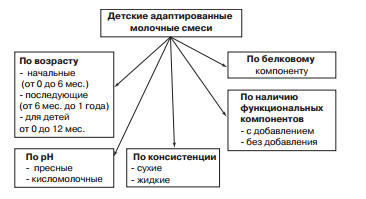 Детские адаптированные
молочные смеси
По возрасту
- начальные
(от 0 до 6 мес.)
- последующие
(от 6 мес. до 1 года)
- для детей
от 0 до 12 мес.
По белковому
компоненту
По наличию
функциональных
компонентов
- с добавлением
- без добавления
По pH
- пресные
- кисломолочные
По консистенции
- сухие
- жидкие